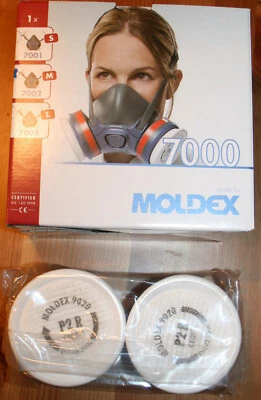 1x
S
7001
M
7002
L
7003
7000
MOLDEX
CERTIFIED
MOLDEX 9020
P2 R
MOLDEX 9020
P2 R